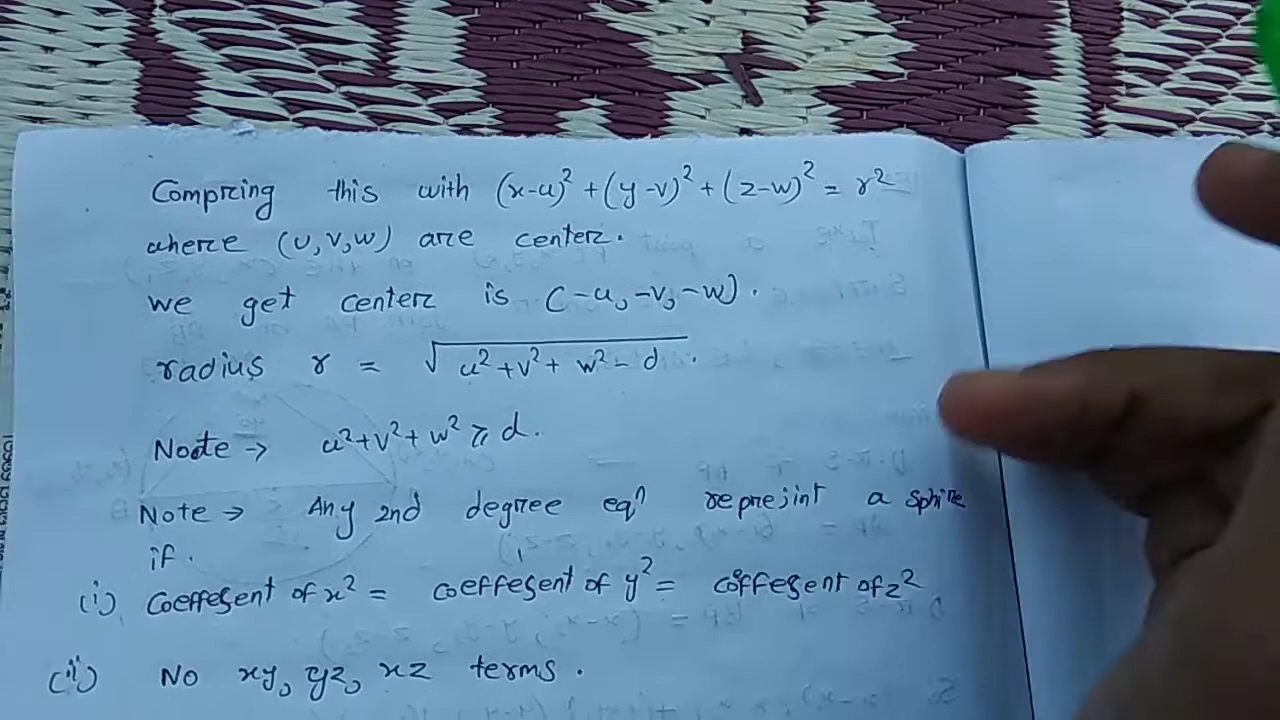 Compring this with (x-u)² + (y-v)² + (z-w)² = r²
where (u, v, w) are center.
we get center is (-u, -v, -w).
radius r = √u²+v²+w²-d.
Noote → u²+v²+w² ≥ d.
Note → Any 2nd degree eqⁿ represint a sphire
if.
(i) Coeffesent of x² = coeffesent of y² = coffesent of z²
(ii) No xy, yz, xz terms.